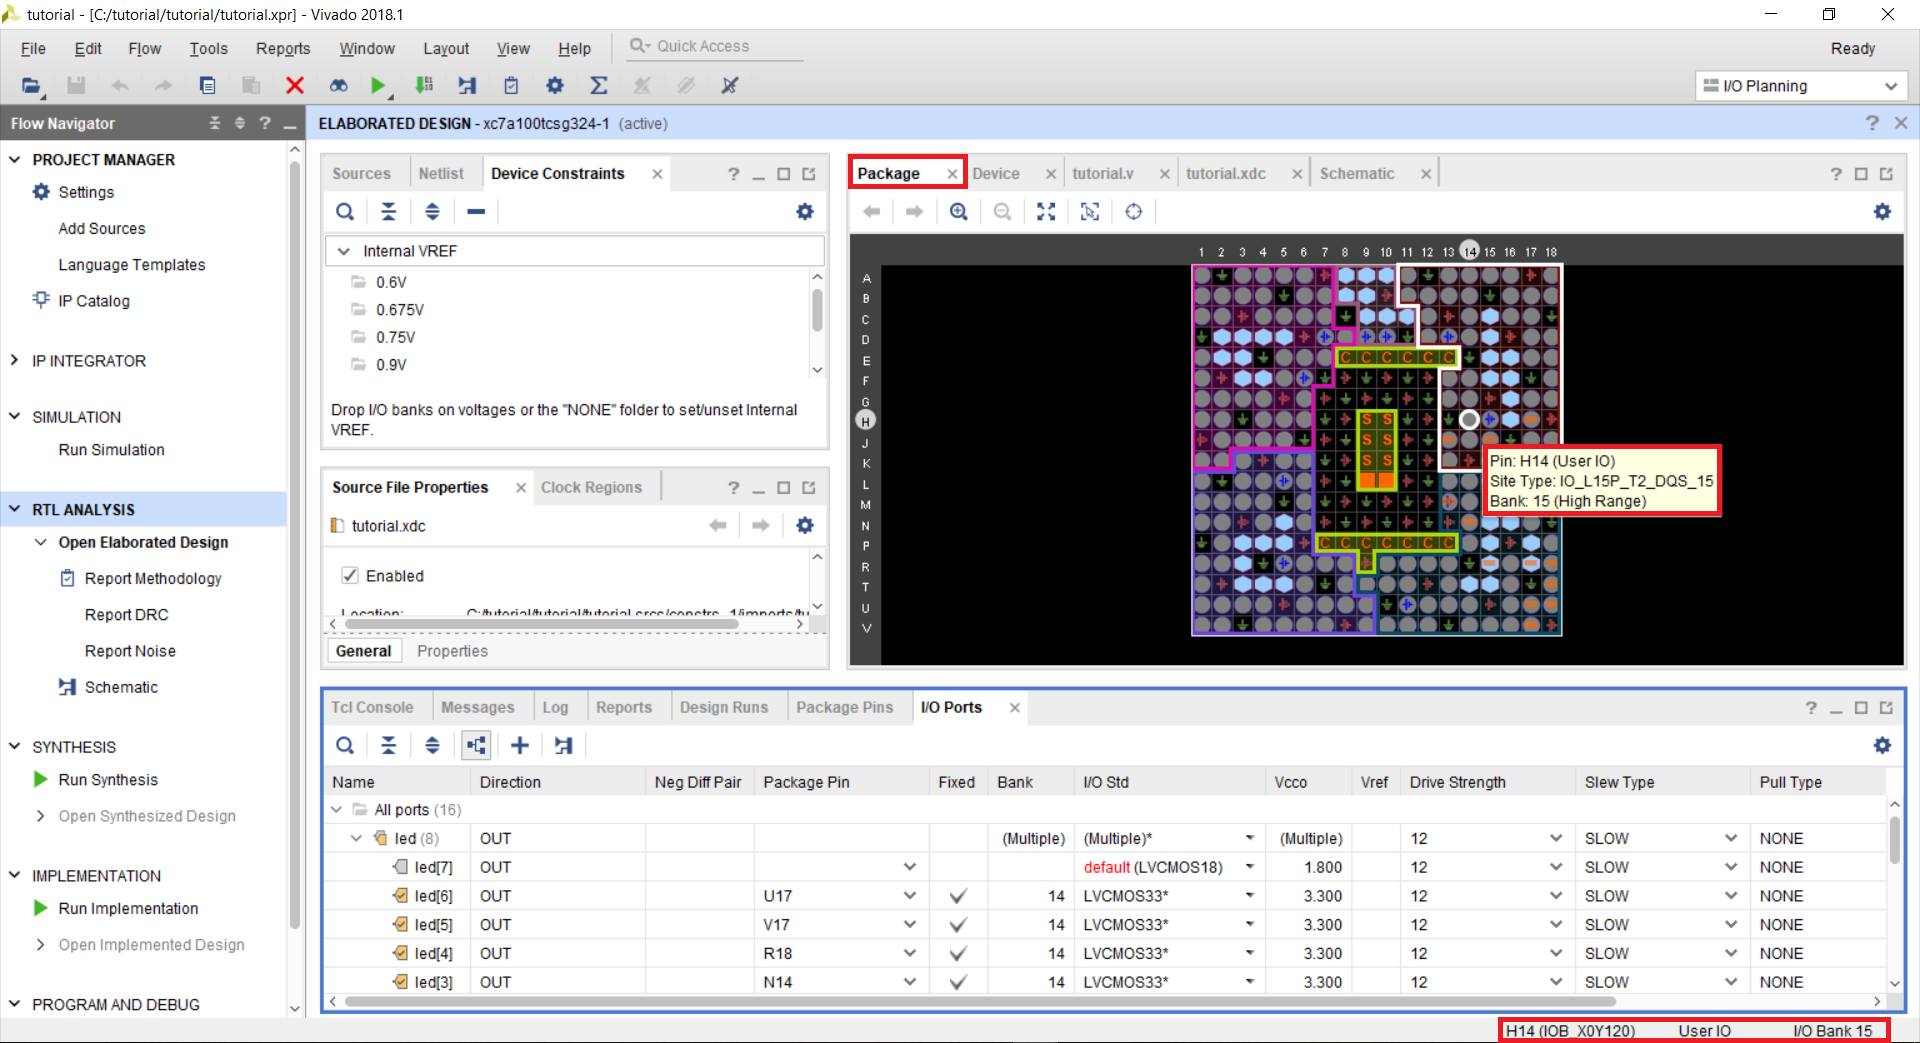 tutorial - [C:/tutorial/tutorial/tutorial.xpr] - Vivado 2018.1
File Edit Flow Tools Reports Window Layout View Help Quick Access Ready
I/O Planning
Flow Navigator
PROJECT MANAGER
Settings
Add Sources
Language Templates
IP Catalog
IP INTEGRATOR
SIMULATION
Run Simulation
RTL ANALYSIS
Open Elaborated Design
Report Methodology
Report DRC
Report Noise
Schematic
SYNTHESIS
Run Synthesis
Open Synthesized Design
IMPLEMENTATION
Run Implementation
Open Implemented Design
PROGRAM AND DEBUG
ELABORATED DESIGN - xc7a100tcsg324-1 (active)
Sources Netlist Device Constraints
Internal VREF
0.6V
0.675V
0.75V
0.9V
Drop I/O banks on voltages or the "NONE" folder to set/unset Internal
VREF.
Source File Properties Clock Regions
tutorial.xdc
Enabled
Location: C:/tutorial/tutorial/tutorial.srcs/constrs_1/imports/tu
General Properties
Package Device tutorial.v tutorial.xdc Schematic
1 2 3 4 5 6 7 8 9 10 11 12 13 14 15 16 17 18
A
B
C
D
E C C C C C C
F
G
H S S
J S S
K S S
L
M
N
P C C C C C C C
R
T
U
V
Pin: H14 (User IO)
Site Type: IO_L15P_T2_DQS_15
Bank: 15 (High Range)
Tcl Console Messages Log Reports Design Runs Package Pins I/O Ports
Name Direction Neg Diff Pair Package Pin Fixed Bank I/O Std Vcco Vref Drive Strength Slew Type Pull Type
All ports (16)
led (8) OUT (Multiple) (Multiple)* (Multiple) 12 SLOW NONE
led[7] OUT default (LVCMOS18) 1.800 12 SLOW NONE
led[6] OUT U17 14 LVCMOS33* 3.300 12 SLOW NONE
led[5] OUT V17 14 LVCMOS33* 3.300 12 SLOW NONE
led[4] OUT R18 14 LVCMOS33* 3.300 12 SLOW NONE
led[3] OUT N14 14 LVCMOS33* 3.300 12 SLOW NONE
H14 (IOB_X0Y120) User IO I/O Bank 15